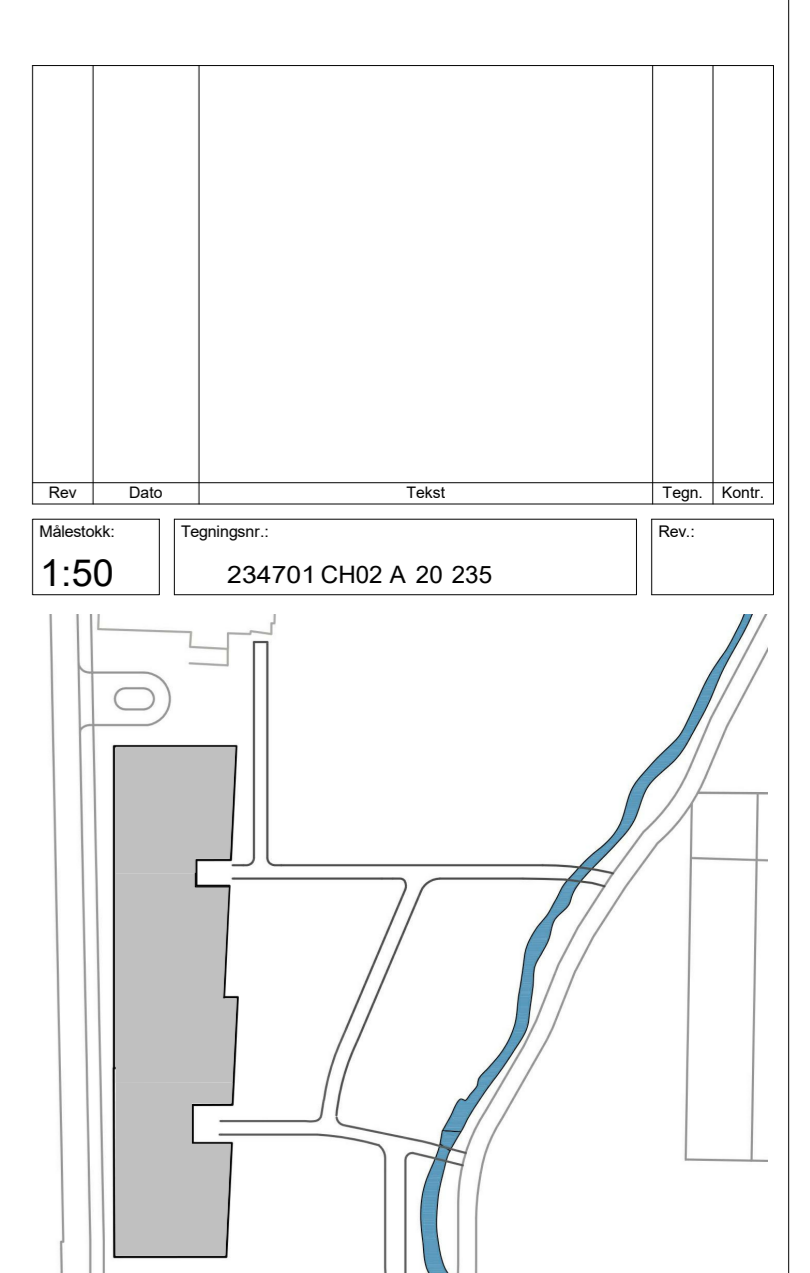 Rev Dato Tekst Tegn. Kontr.
Målestokk: Tegningsnr.: Rev.:
1:50 234701 CH02 A 20 235